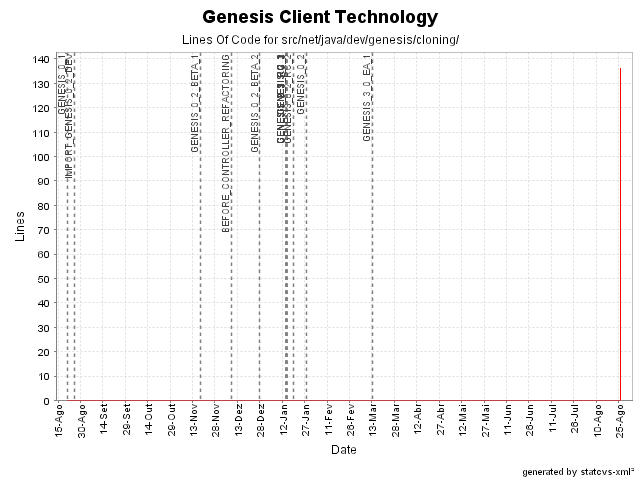 Genesis Client Technology
Lines Of Code for src/net/java/dev/genesis/cloning/
140
130
120
110
100
90
80
70
60
50
40
30
20
10
0
Lines
GENESIS_0_1
IMPORT_GENESIS_0_2_DEV
GENESIS_0_2_BETA_1
BEFORE_CONTROLLER_REFACTORING
GENESIS_0_2_BETA_2
GENESIS_0_2
GENESIS_3_0_EA_1
15-Ago
30-Ago
14-Set
29-Set
14-Out
29-Out
13-Nov
28-Nov
13-Dez
28-Dez
12-Jan
27-Jan
11-Fev
26-Fev
13-Mar
28-Mar
12-Abr
27-Abr
12-Mai
27-Mai
11-Jun
26-Jun
11-Jul
26-Jul
10-Ago
25-Ago
Date
generated by statcvs-xml²